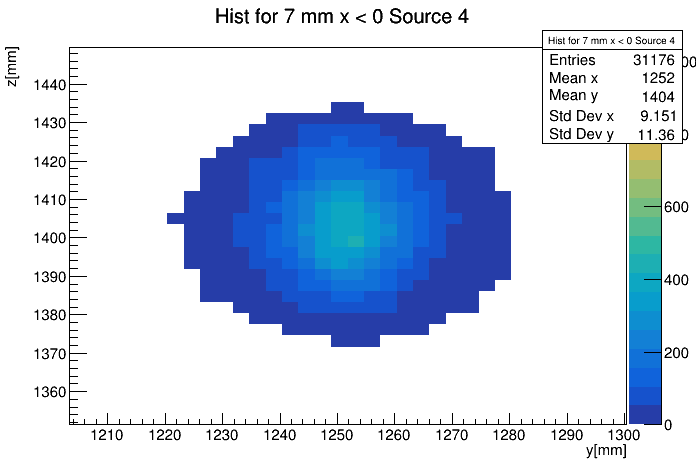 Hist for 7 mm x < 0 Source 4
z[mm]
Hist for 7 mm x < 0 Source 4
Entries 31176
Mean x 1252
Mean y 1404
Std Dev x 9.151
Std Dev y 11.36
1440
1430
1420
1410
1400
1390
1380
1370
1360
600
400
200
0
1210 1220 1230 1240 1250 1260 1270 1280 1290 1300
y[mm]